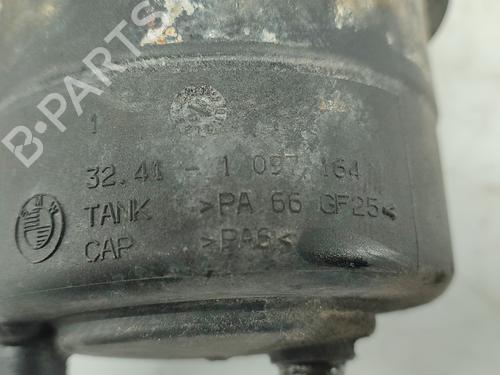 B-PARTS
1
32.41 - 1 097 164
TANK >PA 66 GF25<
CAP >PA6<